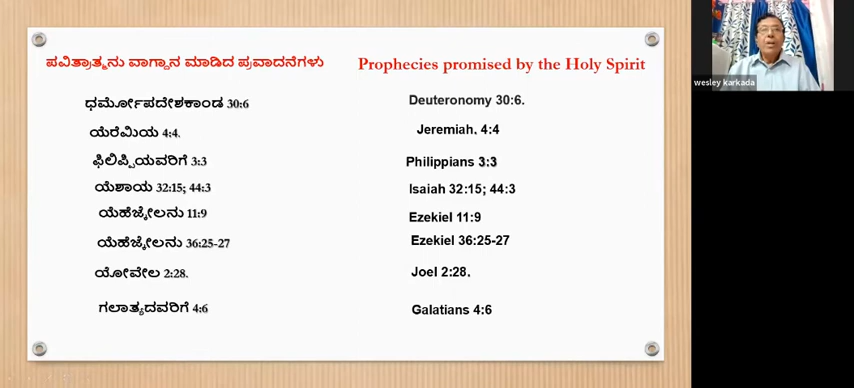 ಪವಿತ್ರಾತ್ಮನು ವಾಗ್ದಾನ ಮಾಡಿದ ಪ್ರವಾದನೆಗಳು Prophecies promised by the Holy Spirit
ಧರ್ಮೋಪದೇಶಕಾಂಡ 30:6 Deuteronomy 30:6.
ಯೆರೆಮಿಯ 4:4. Jeremiah. 4:4
ಫಿಲಿಪ್ಪಿಯವರಿಗೆ 3:3 Philippians 3:3
ಯೆಶಾಯ 32:15; 44:3 Isaiah 32:15; 44:3
ಯೆಹೆಜ್ಕೇಲನು 11:9 Ezekiel 11:9
ಯೆಹೆಜ್ಕೇಲನು 36:25-27 Ezekiel 36:25-27
ಯೋವೇಲ 2:28. Joel 2:28.
ಗಲಾತ್ಯದವರಿಗೆ 4:6 Galatians 4:6
wesley karkada